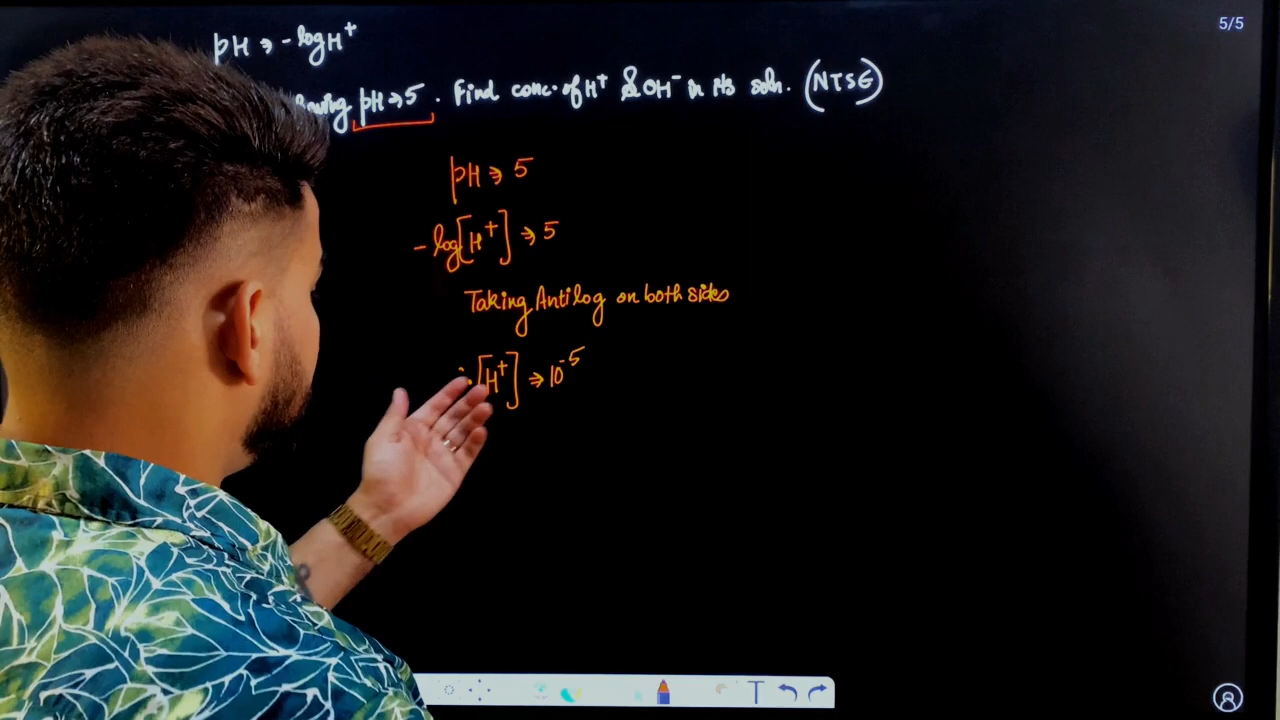 pH ⇒ - log H⁺
5/5
pH ⇒ 5 . Find conc. of H⁺ & OH⁻ in its soln. (NTSE)
pH ⇒ 5
- log [H⁺] ⇒ 5
Taking Antilog on both sides
[H⁺] ⇒ 10⁻⁵
T